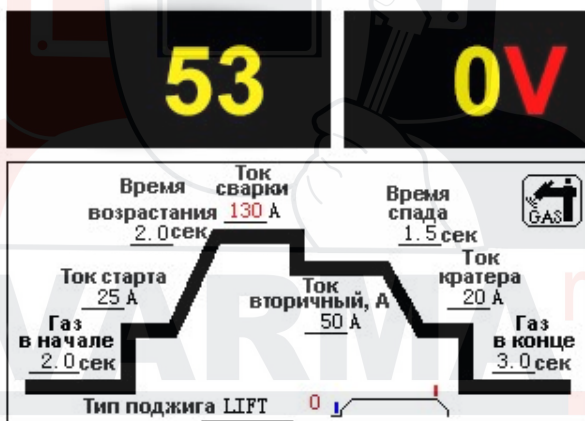 53
0V
Ток
Время сварки
возрастания 130 А
2.0 сек
Время
спада
1.5 сек
GAS
Ток старта
25 А
Ток
вторичный, А
50 А
Ток
кратера
20 А
Газ
в начале
2.0 сек
Газ
в конце
3.0 сек
Тип поджига LIFT 0
VARMA